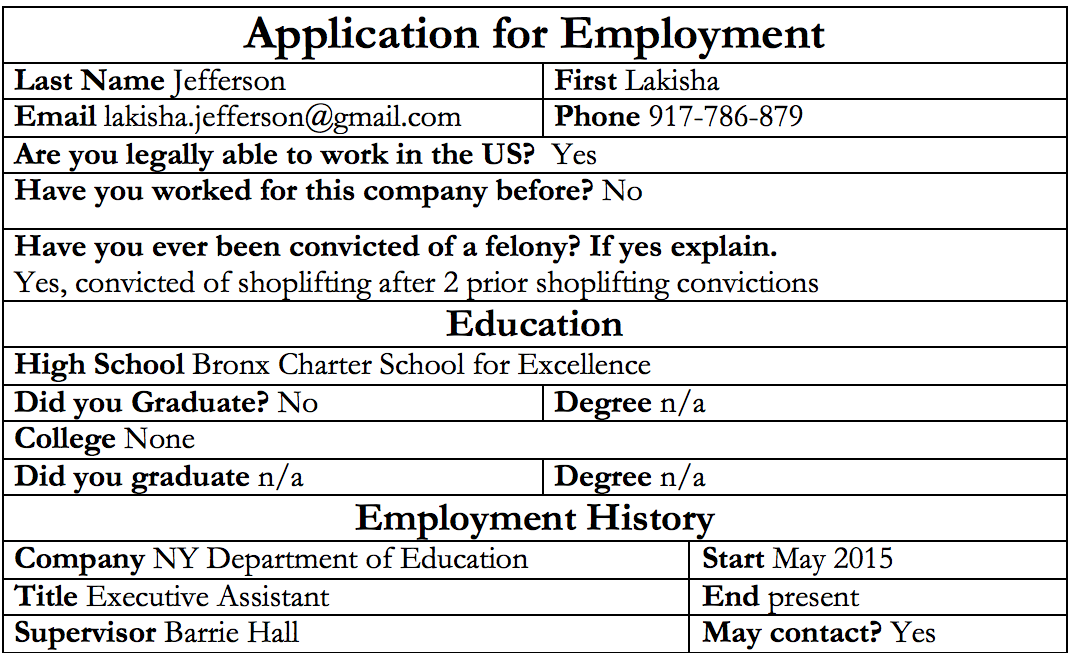 Application for Employment
Last Name Jefferson First Lakisha
Email lakisha.jefferson@gmail.com Phone 917-786-879
Are you legally able to work in the US? Yes
Have you worked for this company before? No
Have you ever been convicted of a felony? If yes explain.
Yes, convicted of shoplifting after 2 prior shoplifting convictions
Education
High School Bronx Charter School for Excellence
Did you Graduate? No Degree n/a
College None
Did you graduate n/a Degree n/a
Employment History
Company NY Department of Education Start May 2015
Title Executive Assistant End present
Supervisor Barrie Hall May contact? Yes